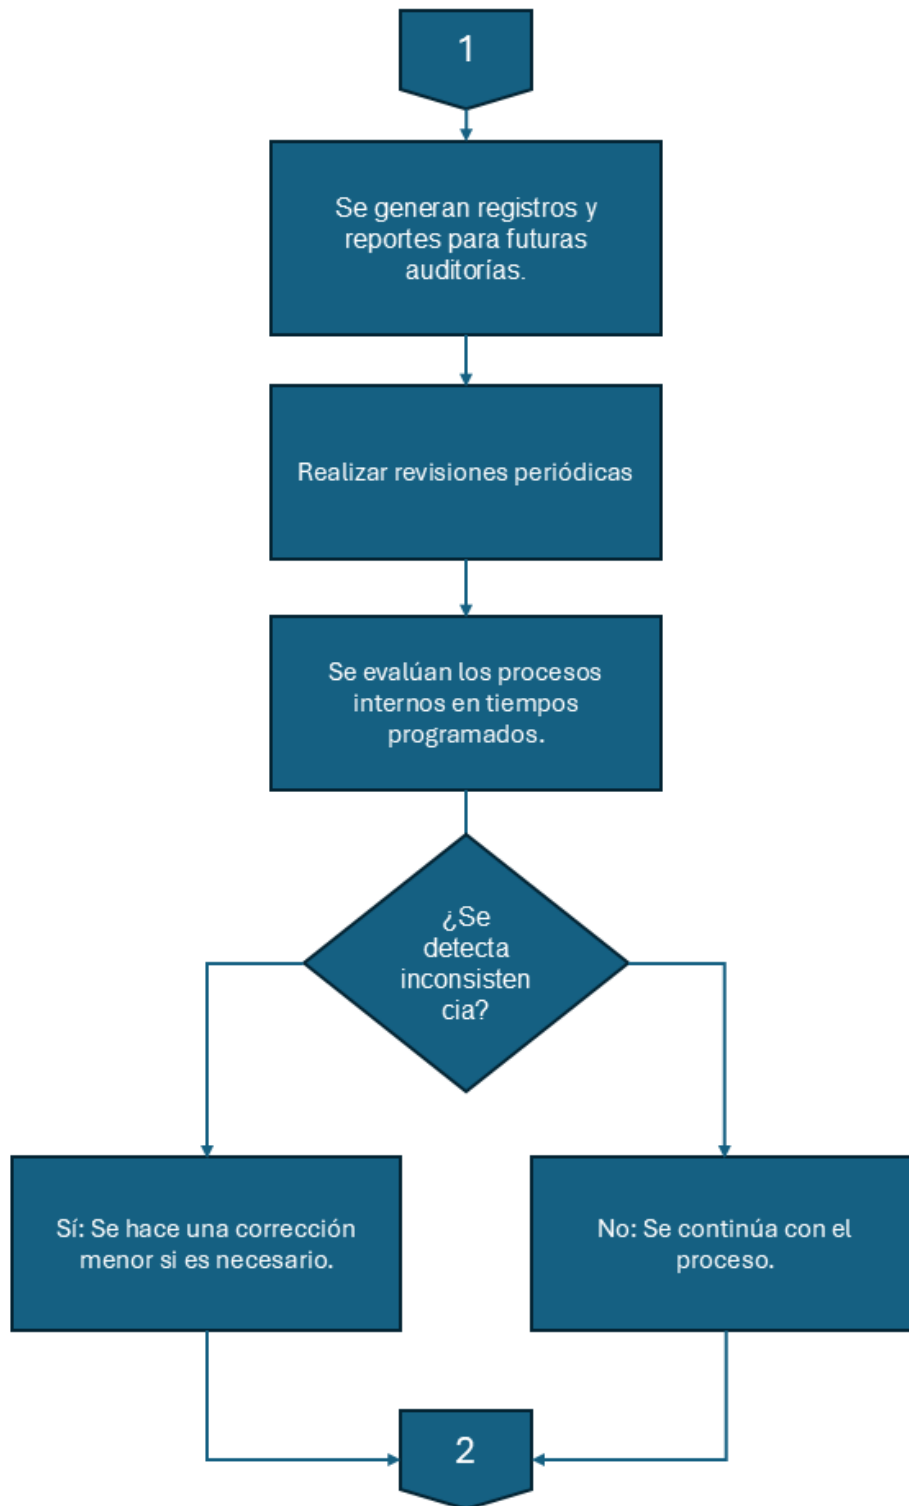 1
Se generan registros y
reportes para futuras
auditorías.
Realizar revisiones periódicas
Se evalúan los procesos
internos en tiempos
programados.
¿Se
detecta
inconsisten
cia?
Sí: Se hace una corrección
menor si es necesario.
No: Se continúa con el
proceso.
2